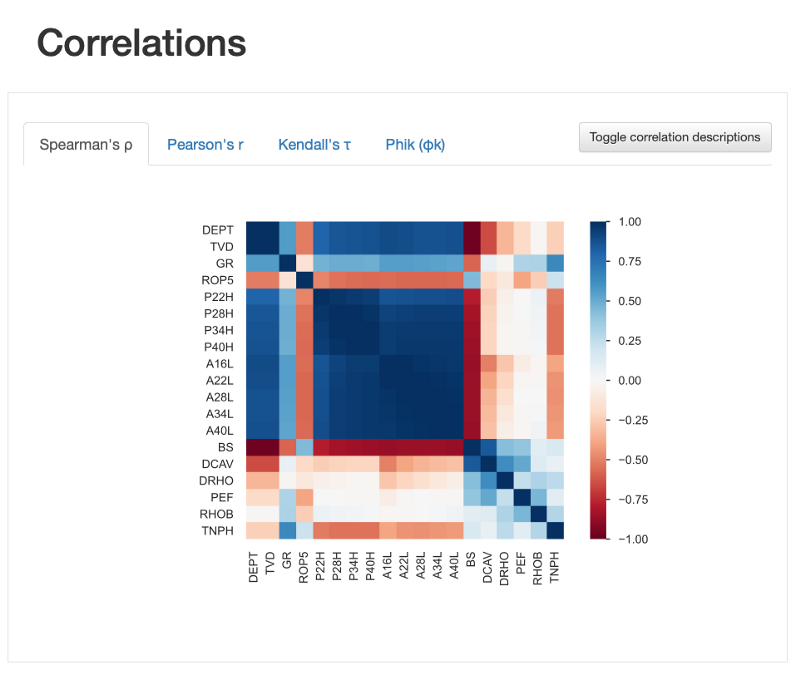 Correlations
Spearman's ρ
Pearson's r
Kendall's τ
Phik (φk)
Toggle correlation descriptions
DEPT
TVD
GR
ROP5
P22H
P28H
P34H
P40H
A16L
A22L
A28L
A34L
A40L
BS
DCAV
DRHO
PEF
RHOB
TNPH
1.00
0.75
0.50
0.25
0.00
−0.25
−0.50
−0.75
−1.00
DEPT
TVD
GR
ROP5
P22H
P28H
P34H
P40H
A16L
A22L
A28L
A34L
A40L
BS
DCAV
DRHO
PEF
RHOB
TNPH